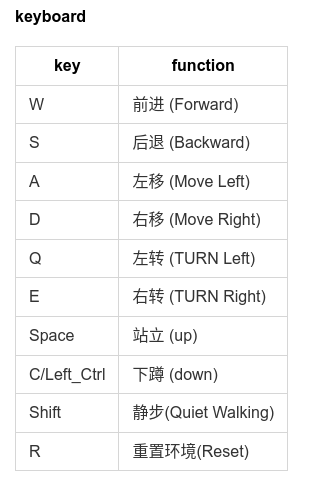 keyboard
key function
W 前进 (Forward)
S 后退 (Backward)
A 左移 (Move Left)
D 右移 (Move Right)
Q 左转 (TURN Left)
E 右转 (TURN Right)
Space 站立 (up)
C/Left_Ctrl 下蹲 (down)
Shift 静步(Quiet Walking)
R 重置环境(Reset)